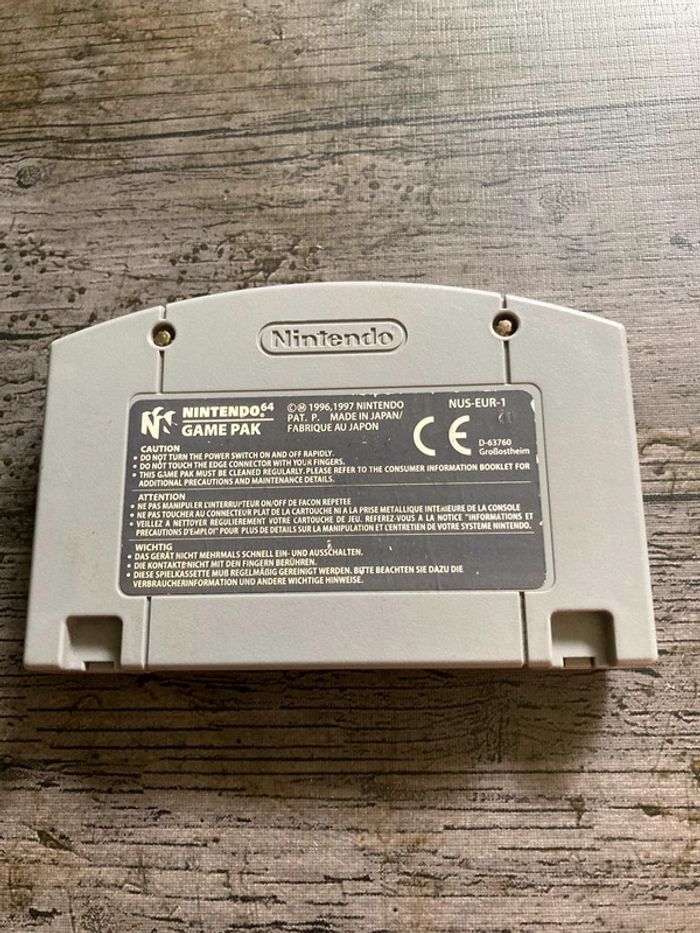 Nintendo
NINTENDO64
GAME PAK
©Ⓜ 1996,1997 NINTENDO
PAT. P. MADE IN JAPAN/
FABRIQUE AU JAPON
NUS-EUR-1
CE
D-63760
Großostheim
CAUTION
• DO NOT TURN THE POWER SWITCH ON AND OFF RAPIDLY.
• DO NOT TOUCH THE EDGE CONNECTOR WITH YOUR FINGERS.
• THIS GAME PAK MUST BE CLEANED REGULARLY. PLEASE REFER TO THE CONSUMER INFORMATION BOOKLET FOR
ADDITIONAL PRECAUTIONS AND MAINTENANCE DETAILS.
ATTENTION
• NE PAS MANIPULER L'INTERRUPTEUR ON/OFF DE FACON REPETEE
• NE PAS TOUCHER AU CONNECTEUR PLAT DE LA CARTOUCHE NI A LA PRISE METALLIQUE INTERIEURE DE LA CONSOLE
• VEILLEZ A NETTOYER REGULIEREMENT VOTRE CARTOUCHE DE JEU. REFEREZ-VOUS A LA NOTICE "INFORMATIONS ET
PRECAUTIONS D'EMPLOI" POUR PLUS DE DETAILS SUR LA MANIPULATION ET L'ENTRETIEN DE VOTRE SYSTEME NINTENDO.
WICHTIG
• DAS GERÄT NICHT MEHRMALS SCHNELL EIN- UND AUSSCHALTEN.
• DIE KONTAKTE NICHT MIT DEN FINGERN BERÜHREN.
• DIESE SPIELKASSETTE MUß REGELMÄßIG GEREINIGT WERDEN. BITTE BEACHTEN SIE DAZU DIE
VERBRAUCHERINFORMATION UND ANDERE WICHTIGE HINWEISE.